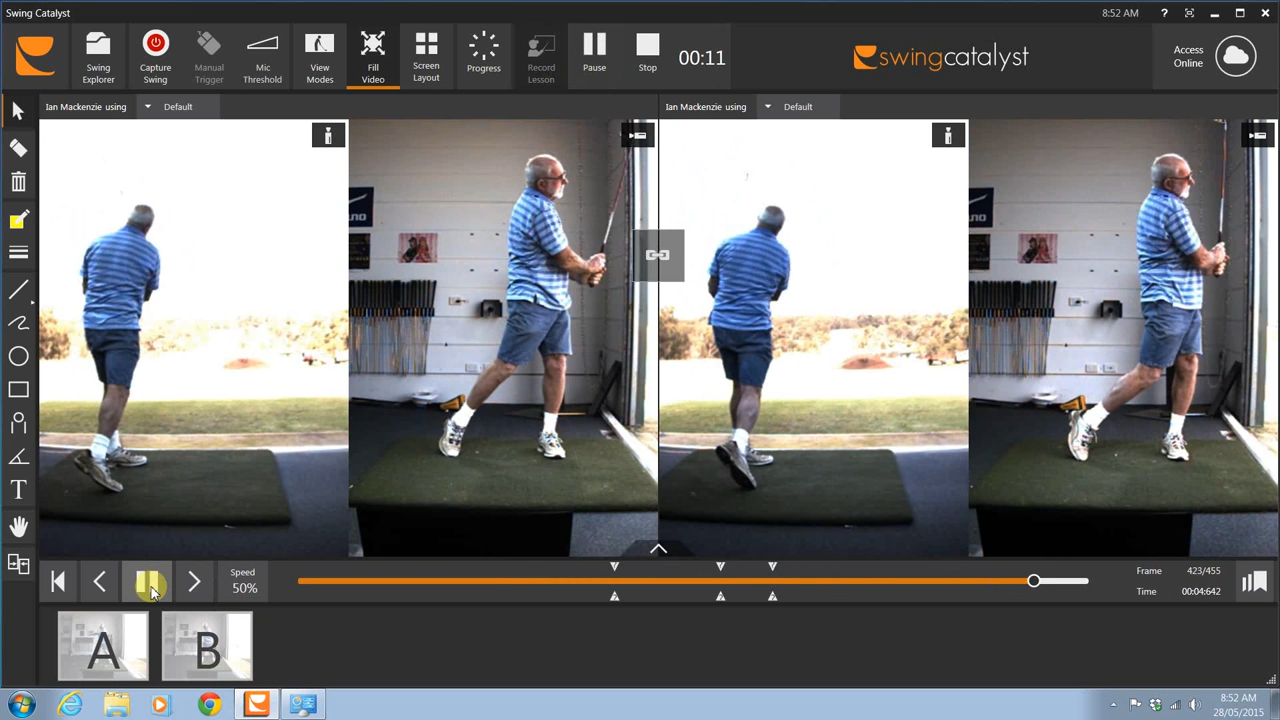 Swing Catalyst
8:52 AM
?
Swing Explorer
Capture Swing
Manual Trigger
Mic Threshold
View Modes
Fill Video
Screen Layout
Progress
Record Lesson
Pause
Stop
00:11
swingcatalyst
Access Online
Ian Mackenzie using
Default
Ian Mackenzie using
Default
T
Speed
50%
Frame
423/455
Time
00:04:642
A
B
8:52 AM
28/05/2015